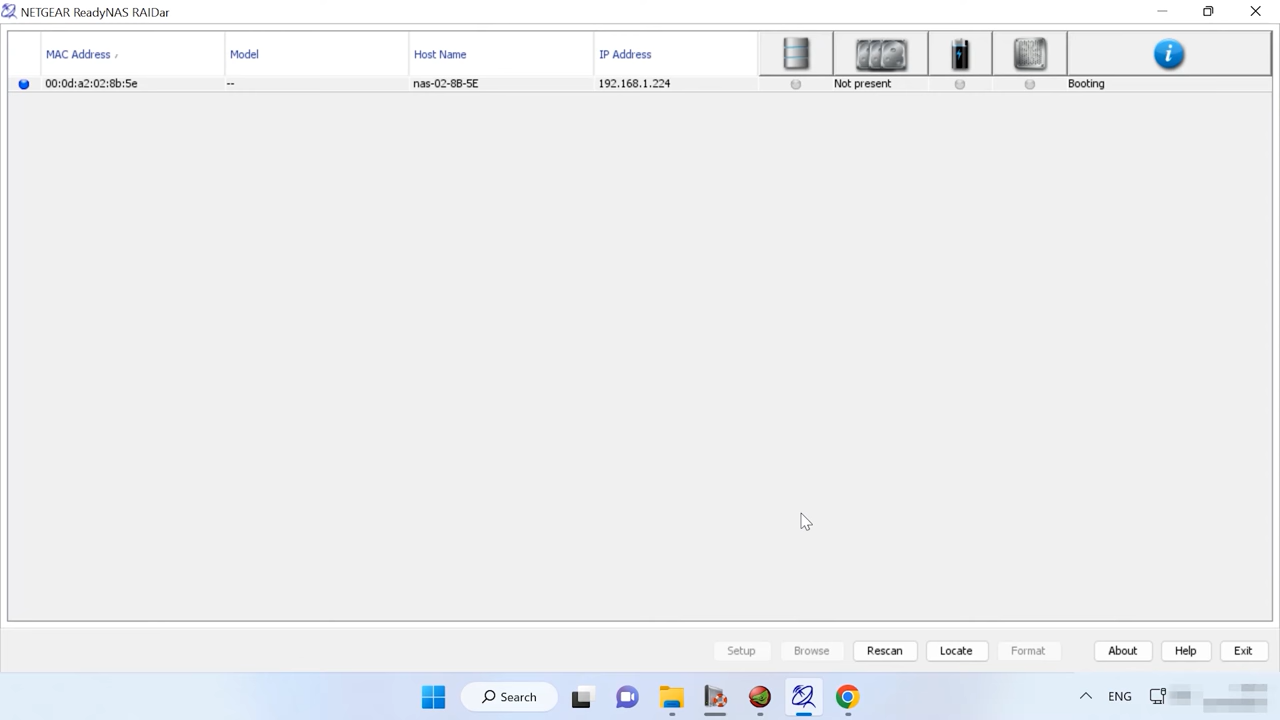 NETGEAR ReadyNAS RAIDar
MAC Address Model Host Name IP Address
00:0d:a2:02:8b:5e -- nas-02-8B-5E 192.168.1.224 Not present Booting
Setup Browse Rescan Locate Format About Help Exit
Search ENG